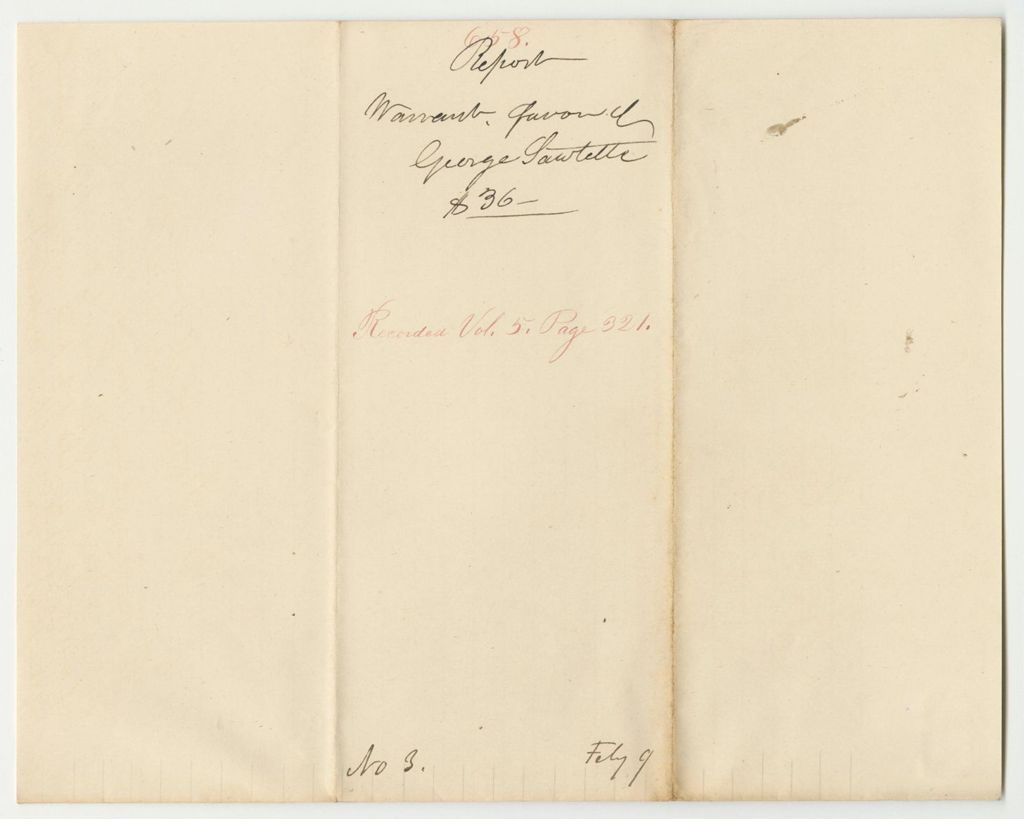 658.
Report
Warrant. favor of
George Sawtelle
$36–
Recorded Vol. 5. Page 321.
No 3. Feby 9